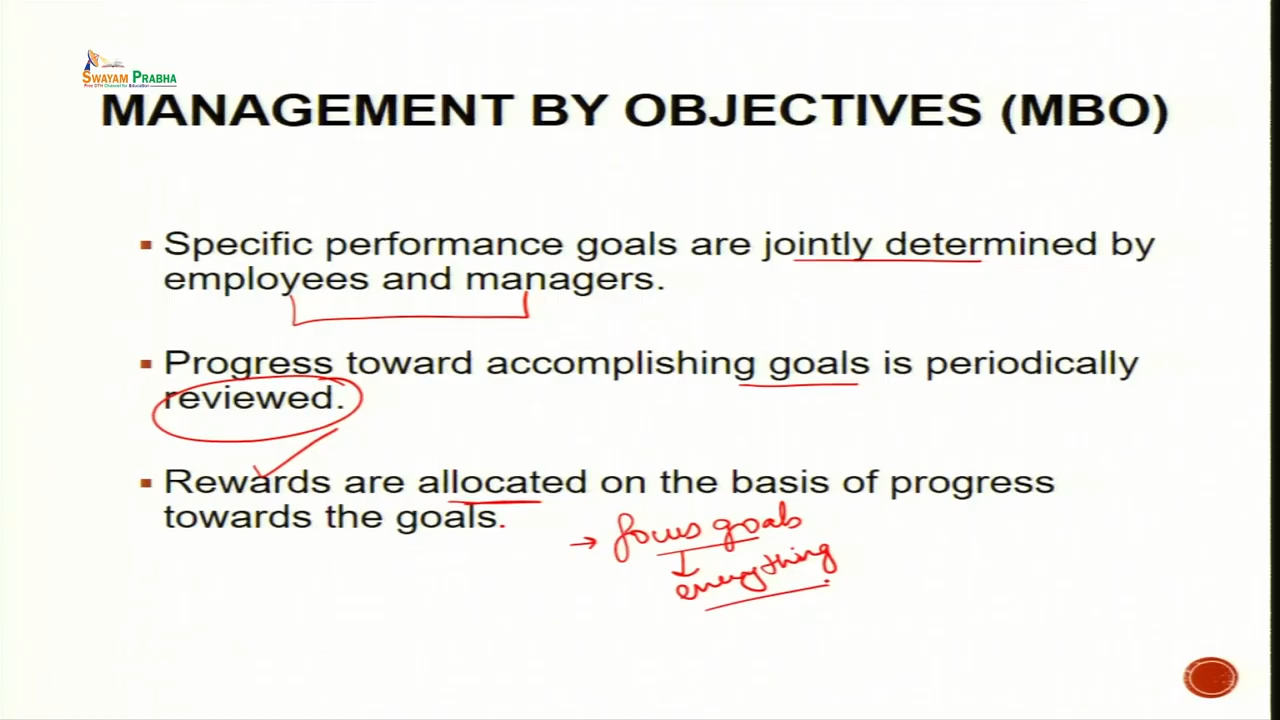 SWAYAM PRABHA
Free DTH Channel for Education
MANAGEMENT BY OBJECTIVES (MBO)
Specific performance goals are jointly determined by
employees and managers.
Progress toward accomplishing goals is periodically
reviewed.
Rewards are allocated on the basis of progress
towards the goals.
→ focus goals
everything